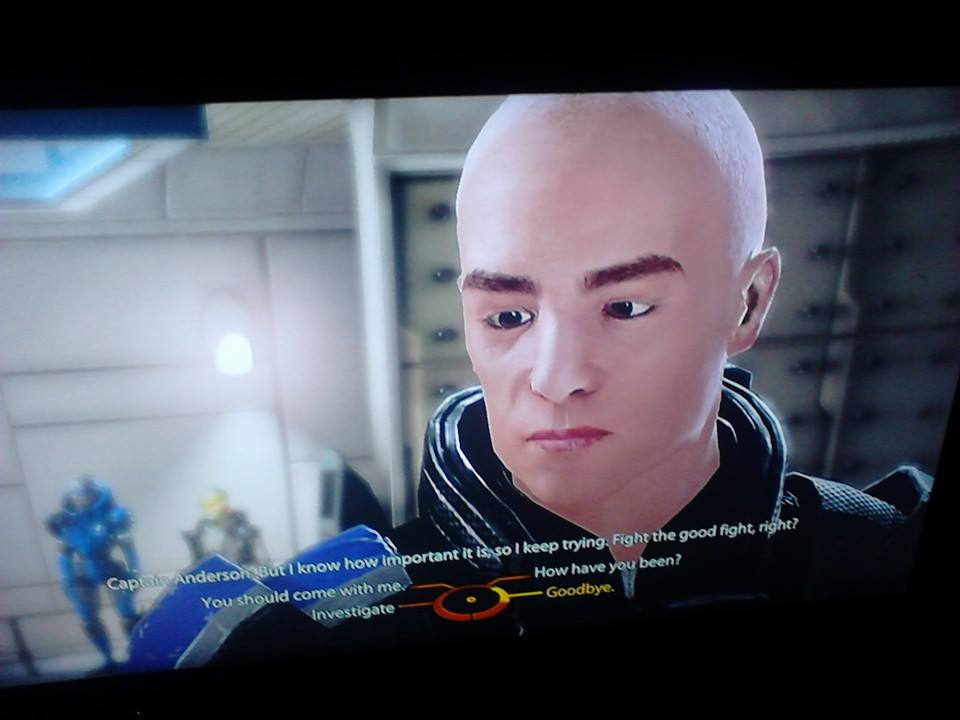 Captain Anderson: But I know how important it is, so I keep trying. Fight the good fight, right?
How have you been?
You should come with me.
Goodbye.
Investigate